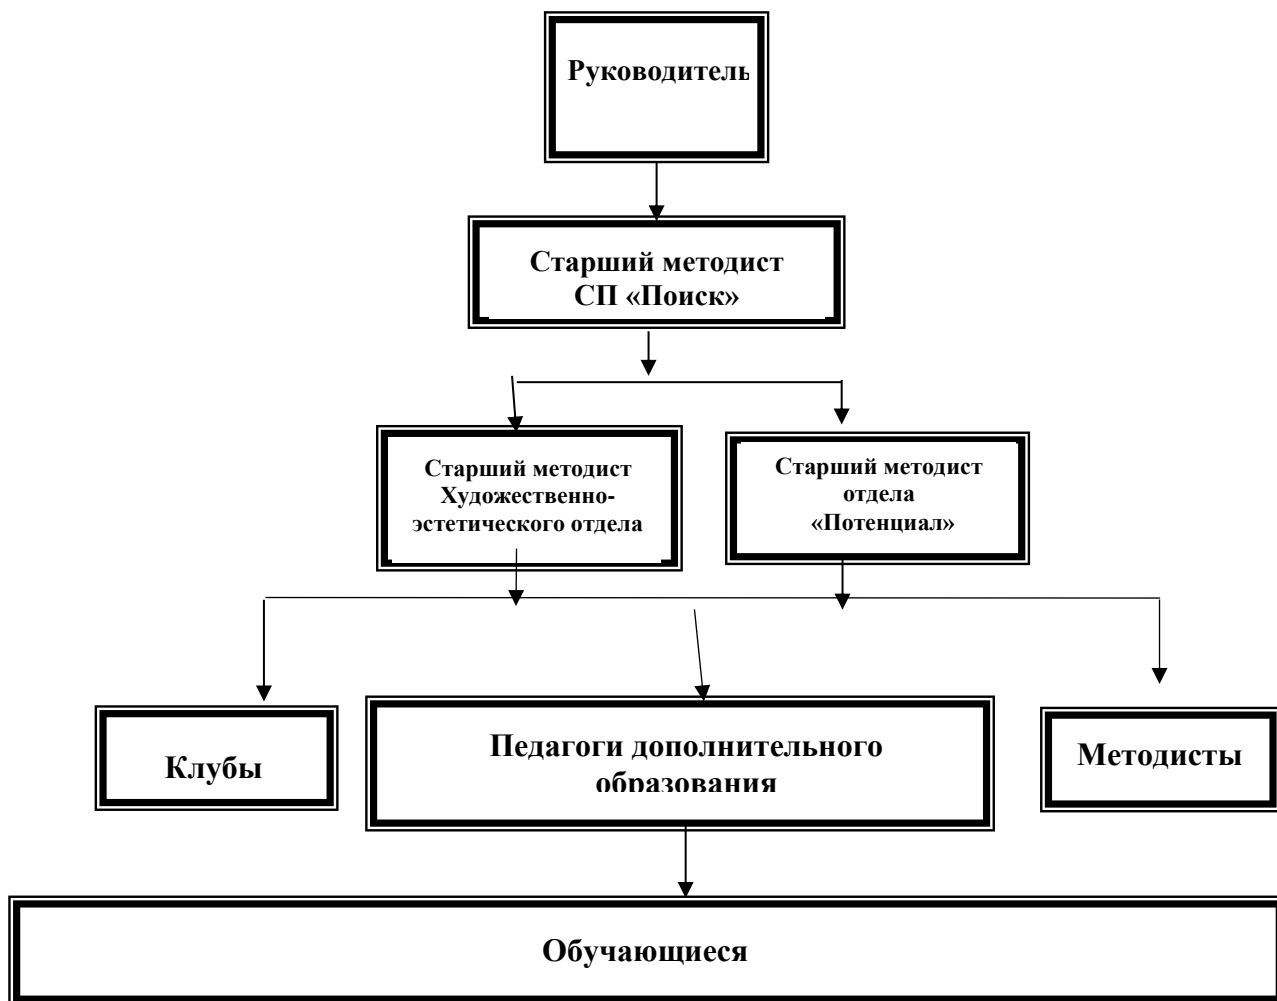 Руководитель
Старший методист
СП «Поиск»
Старший методист
Художественно-
эстетического отдела
Старший методист
отдела
«Потенциал»
Клубы
Педагоги дополнительного
образования
Методисты
Обучающиеся